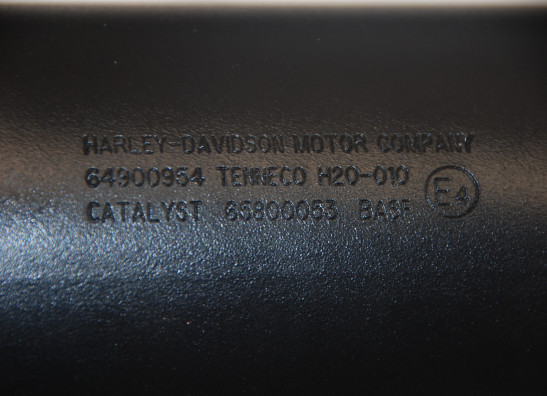 HARLEY-DAVIDSON MOTOR COMPANY
64900954 TENNECO H20-010
CATALYST 65800053 BASF E4